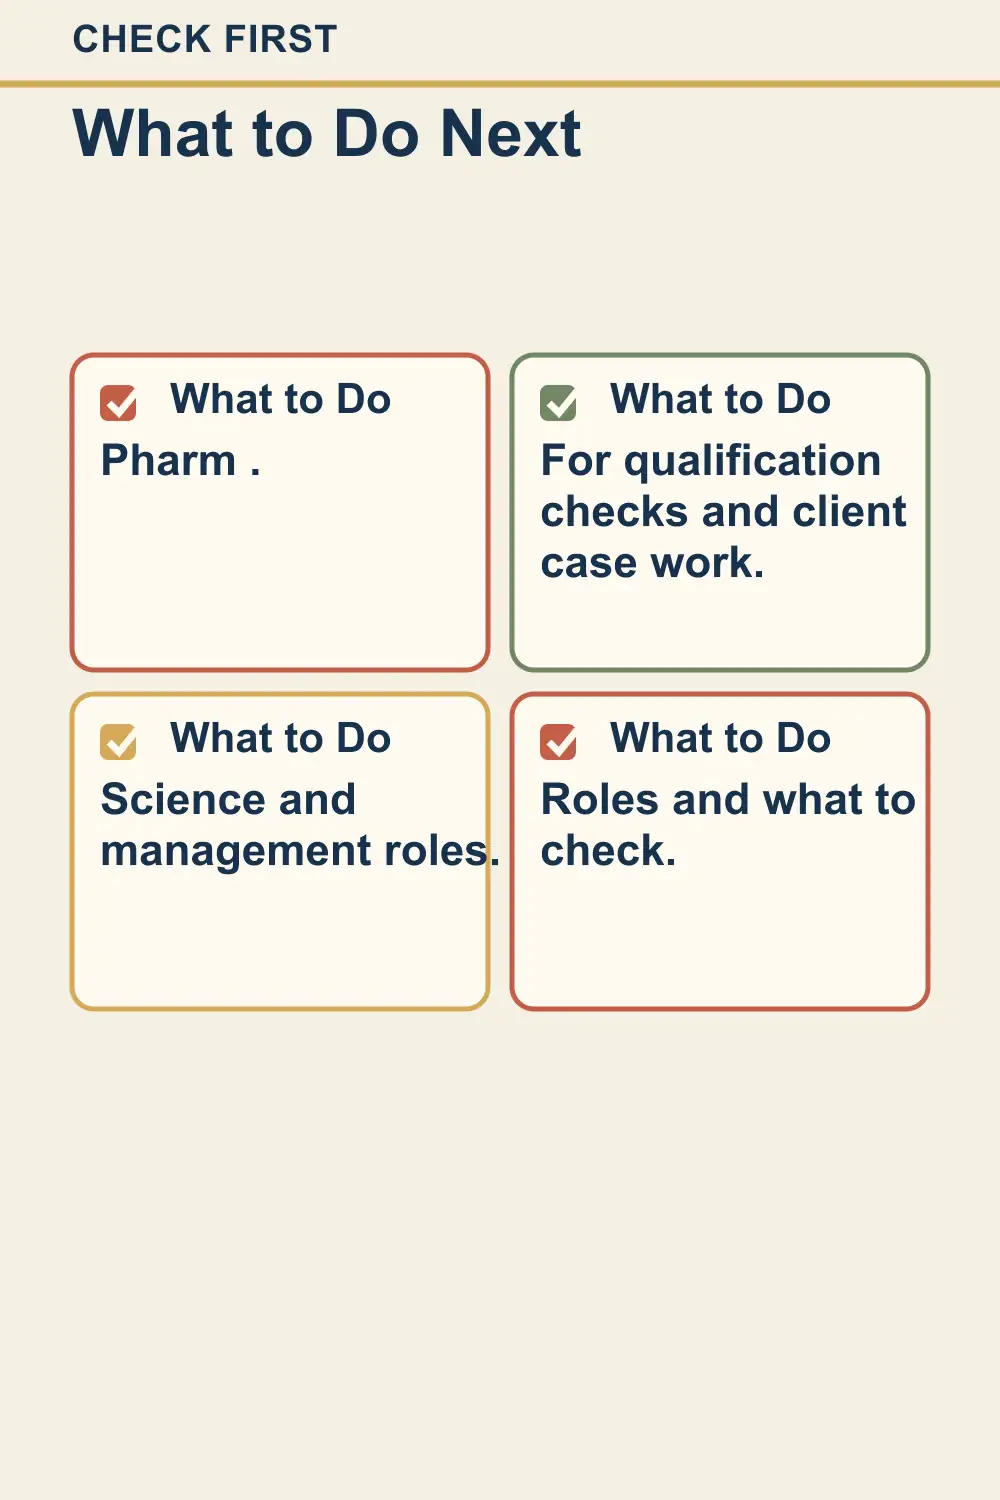 CHECK FIRST
What to Do Next
What to Do
Pharm .
What to Do
For qualification
checks and client
case work.
What to Do
Science and
management roles.
What to Do
Roles and what to
check.